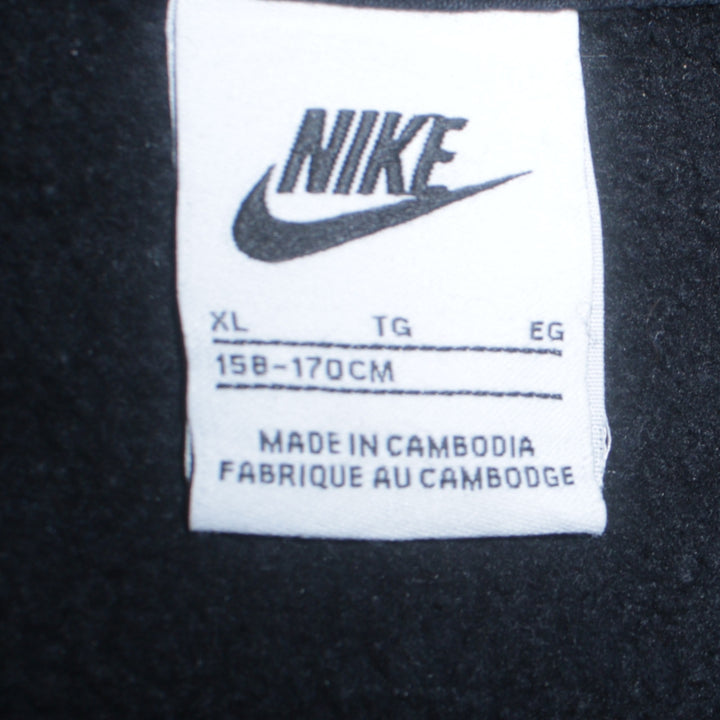 NIKE
XL TG EG
158-170CM
MADE IN CAMBODIA
FABRIQUE AU CAMBODGE